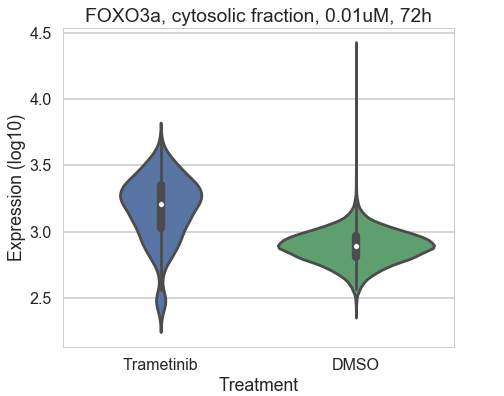 FOXO3a, cytosolic fraction, 0.01uM, 72h
4.5
4.0
3.5
3.0
2.5
Expression (log10)
Trametinib
DMSO
Treatment